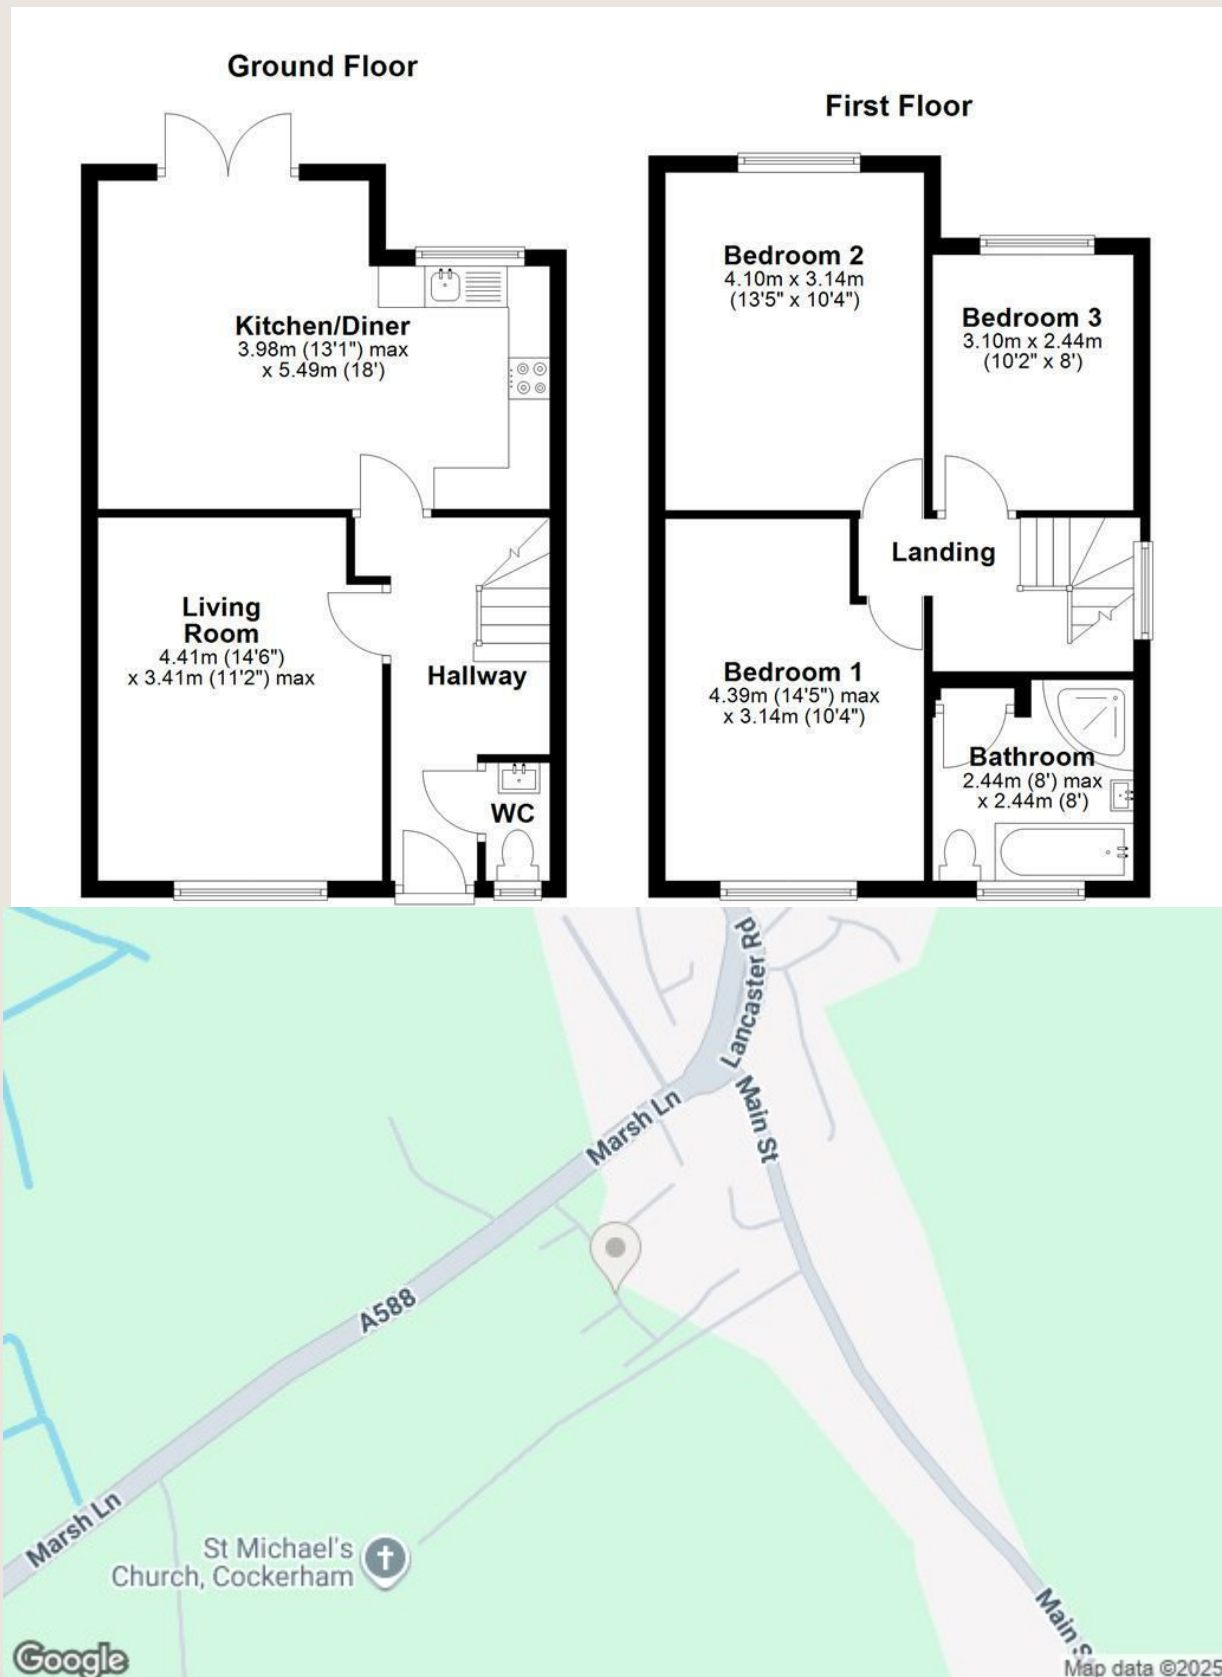 Ground Floor
Kitchen/Diner
3.98m (13'1") max
x 5.49m (18')
Living
Room
4.41m (14'6")
x 3.41m (11'2") max
Hallway
WC
First Floor
Bedroom 2
4.10m x 3.14m
(13'5" x 10'4")
Bedroom 3
3.10m x 2.44m
(10'2" x 8')
Landing
Bedroom 1
4.39m (14'5") max
x 3.14m (10'4")
Bathroom
2.44m (8') max
x 2.44m (8')
Lancaster Rd
Marsh Ln
Main St
A588
Marsh Ln
St Michael's
Church, Cockerham
Main S
Google
Map data ©2025